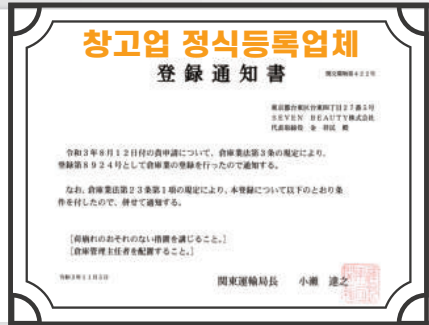 창고업 정식등록업체
登録通知書
関交環物第422号
東京都台東区台東四丁目27番5号
SEVEN BEAUTY株式会社
代表取締役 金 殿
令和3年8月12日付の貴申請について、倉庫業法第3条の規定により、
登録第8924号として倉庫業の登録を行ったので通知する。
なお、倉庫業法第23条第1項の規定により、本登録について以下のとおり条
件を付したので、併せて通知する。
[荷崩れのおそれのない措置を講じること。]
[倉庫管理主任者を配置すること。]
令和3年11月5日
関東運輸局長 小瀬 達之